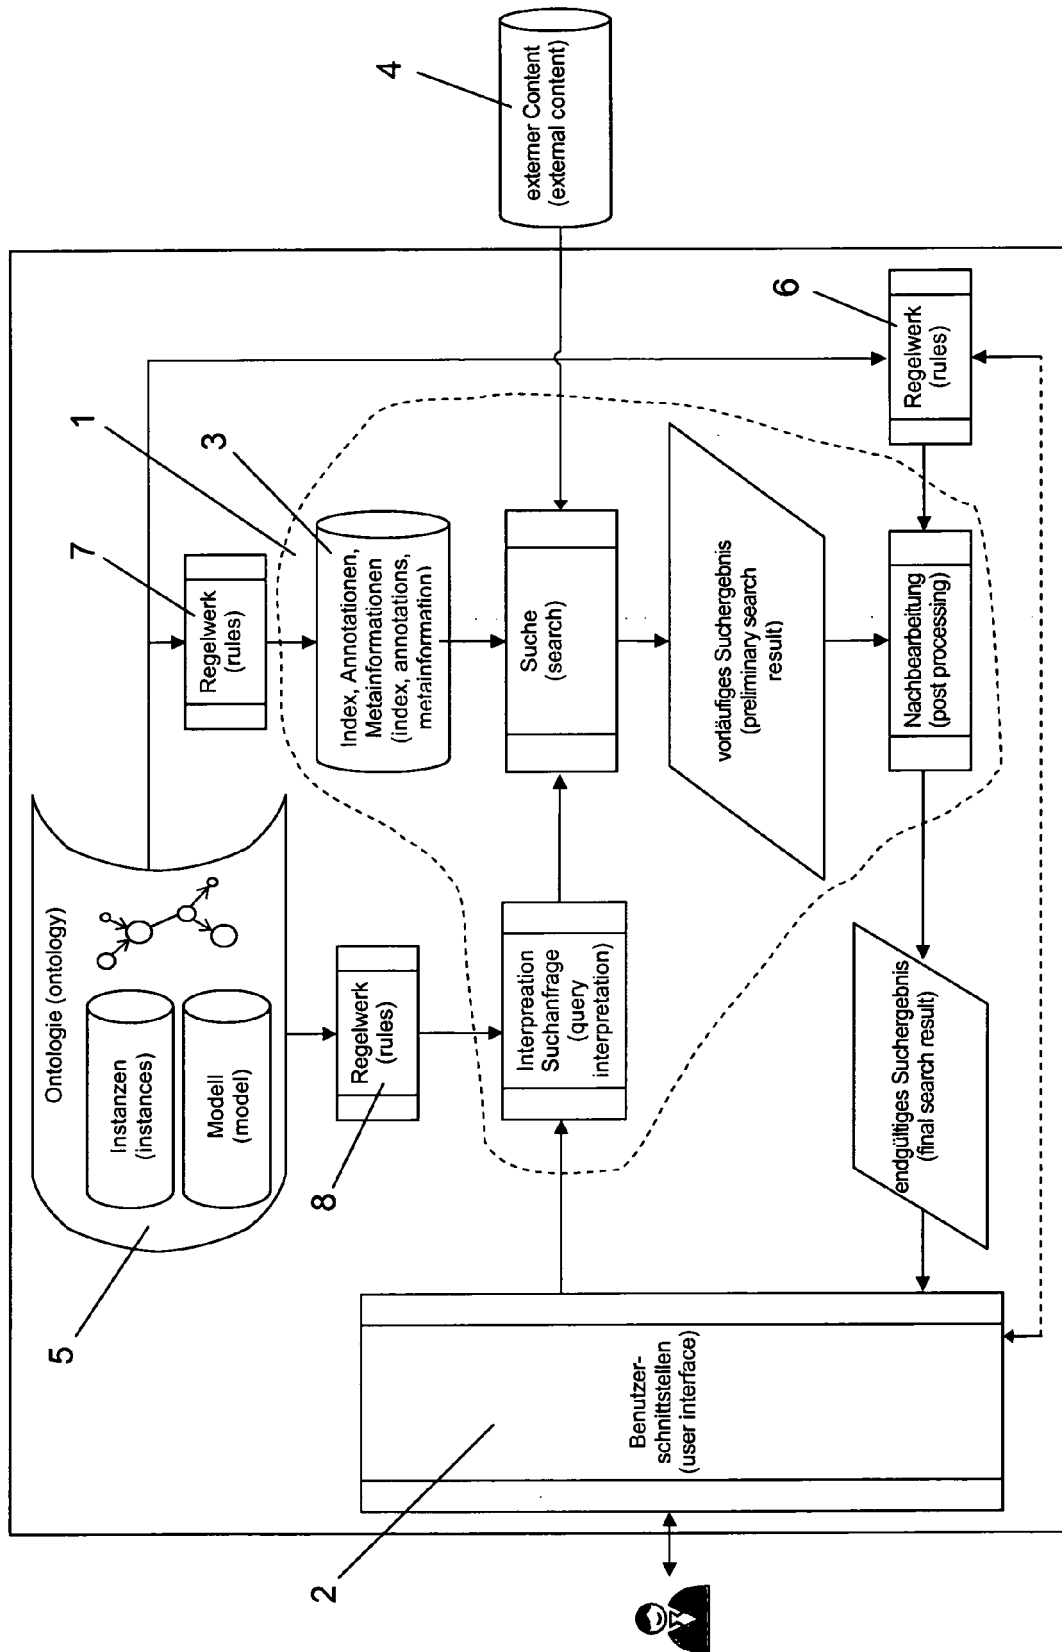 Ontologie (ontology)
Instanzen
(instances)
Modell
(model)
5
Regelwerk
(rules)
7
1
Regelwerk
(rules)
8
Index, Annotationen,
Metainformationen
(index, annotations,
metainformation)
3
externer Content
(external content)
4
Benutzer-
schnittstellen
(user interface)
2
Interpreation
Suchanfrage
(query
interpretation)
Suche
(search)
vorläufiges Suchergebnis
(preliminary search
result)
Regelwerk
(rules)
6
Nachbearbeitung
(post processing)
endgültiges Suchergebnis
(final search result)